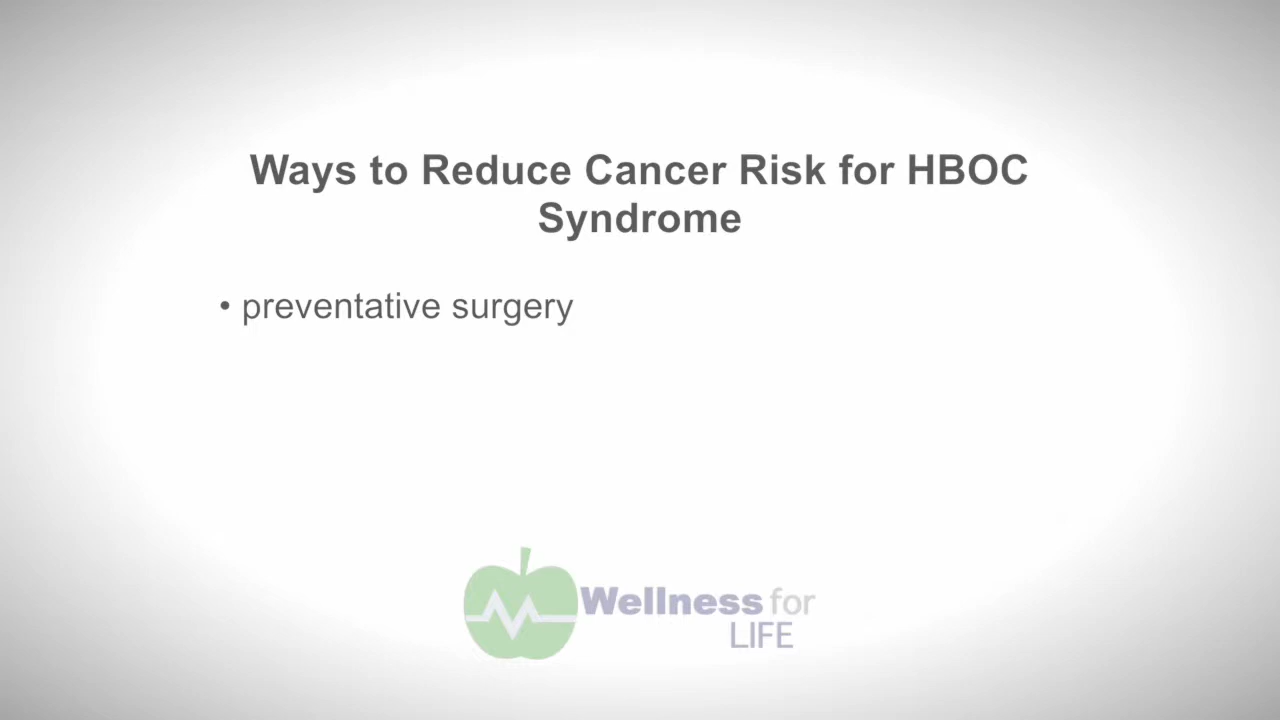 Ways to Reduce Cancer Risk for HBOC
Syndrome
• preventative surgery
Wellness for
LIFE